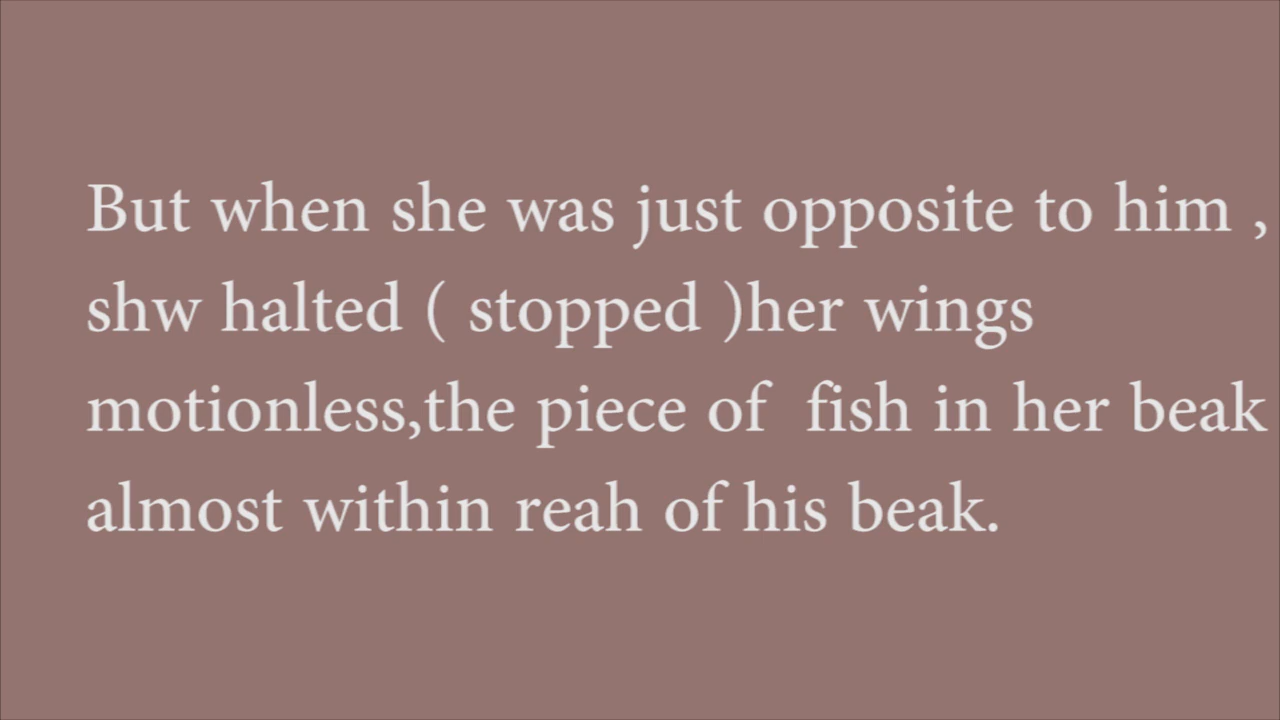 But when she was just opposite to him ,
shw halted ( stopped )her wings
motionless,the piece of  fish in her beak
almost within reah of his beak.